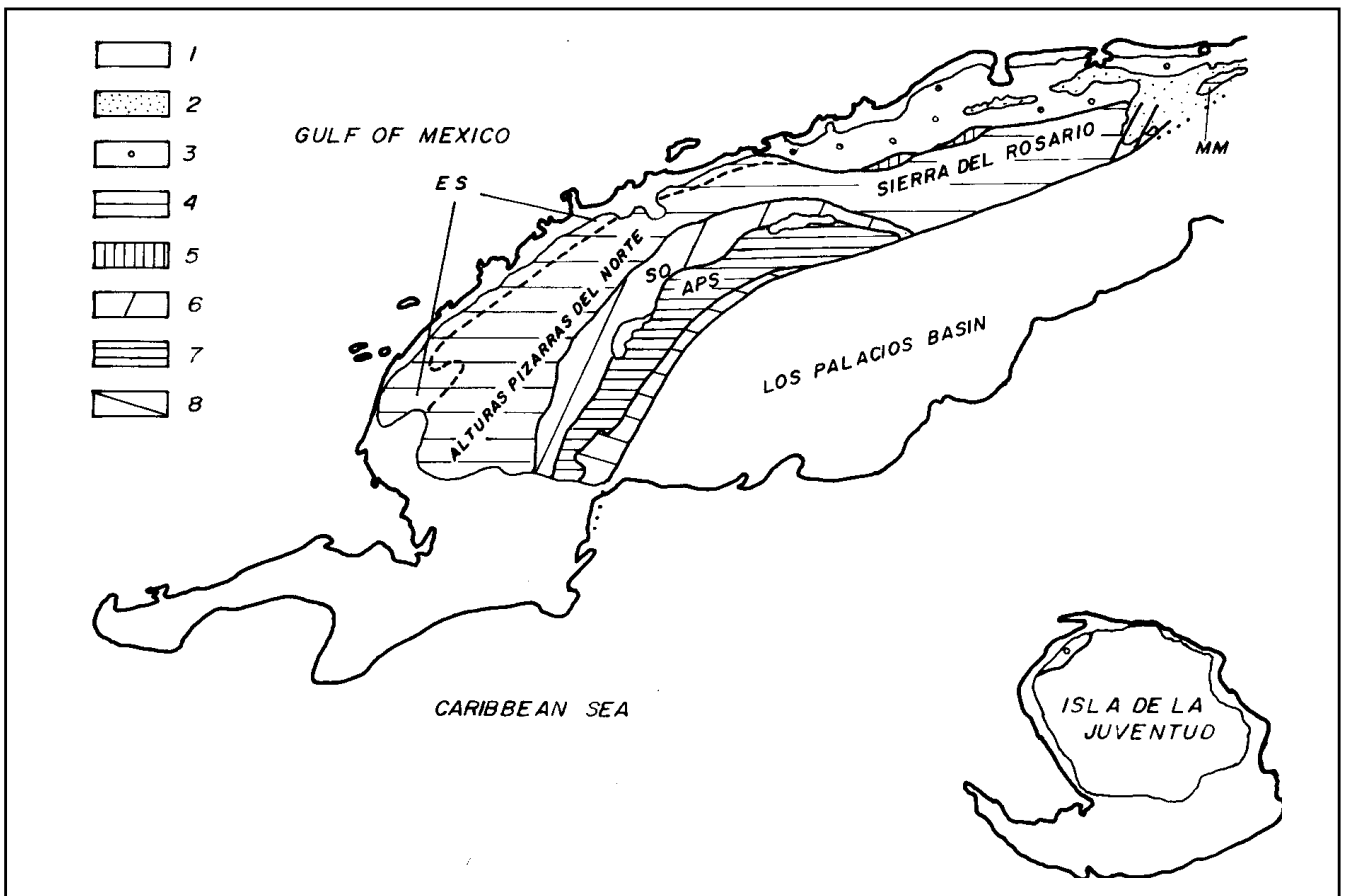 1
2
3
4
5
6
7
8
GULF OF MEXICO
ES
MM
SIERRA DEL ROSARIO
ALTURAS PIZARRAS DEL NORTE
SO
APS
LOS PALACIOS BASIN
CARIBBEAN SEA
ISLA DE LA
JUVENTUD